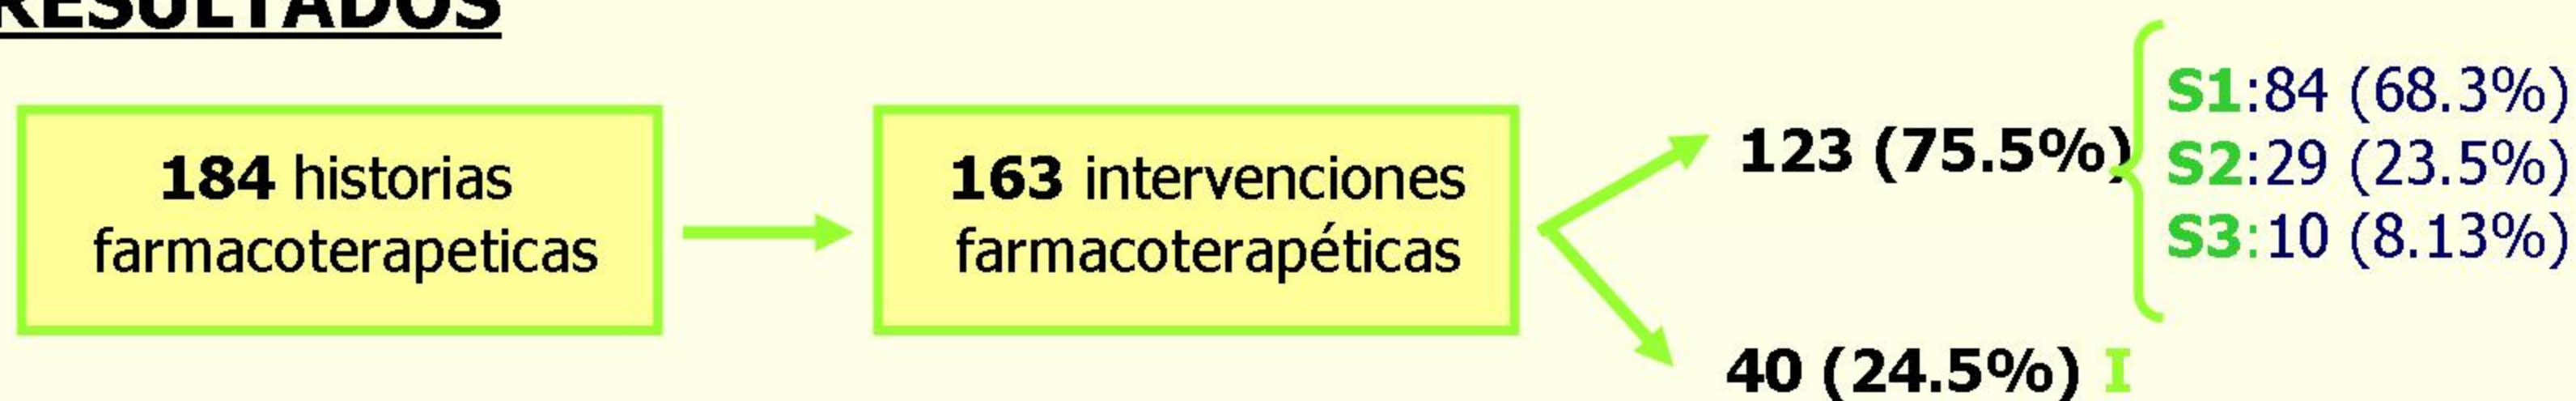 RESULTADOS
184 historias
farmacoterapeticas
163 intervenciones
farmacoterapéticas
123 (75.5%)
S1:84 (68.3%)
S2:29 (23.5%)
S3:10 (8.13%)
40 (24.5%) I